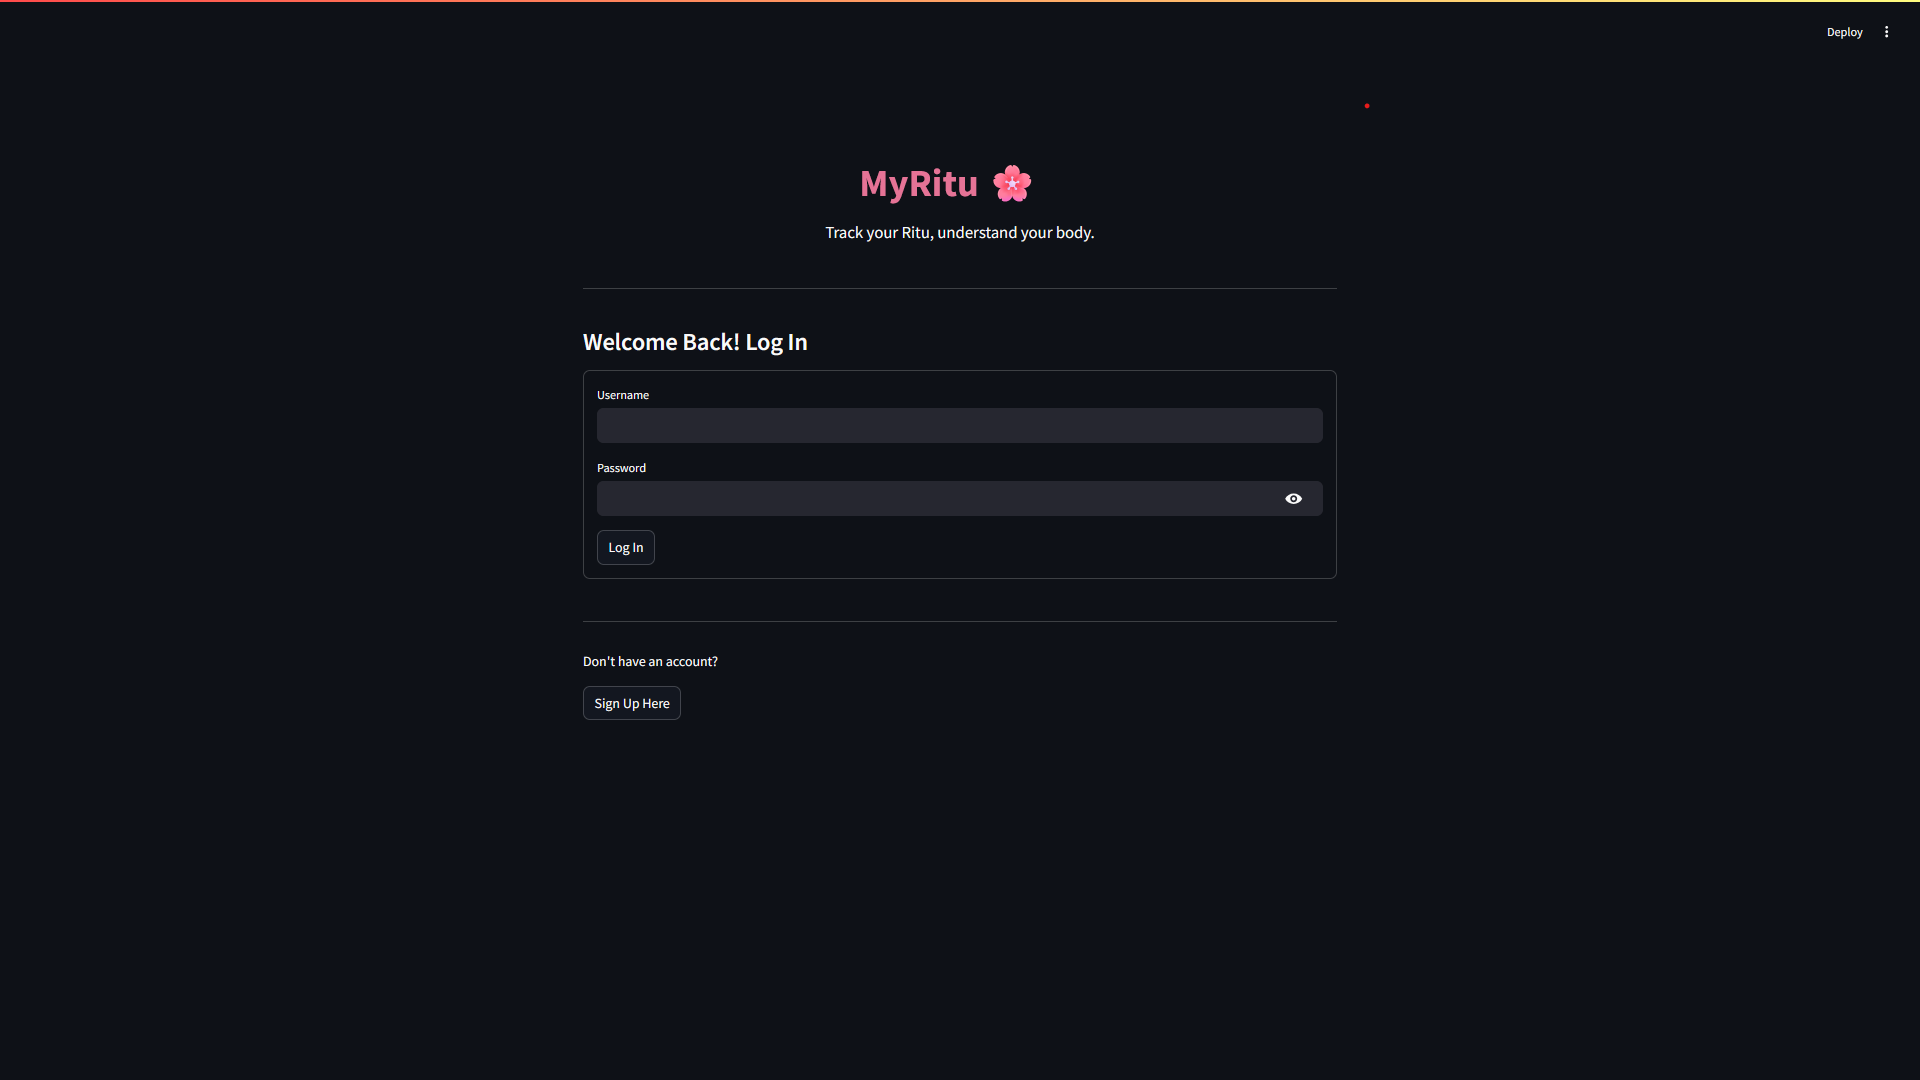 Deploy
MyRitu 🌸
Track your Ritu, understand your body.
Welcome Back! Log In
Username
Password
Log In
Don't have an account?
Sign Up Here